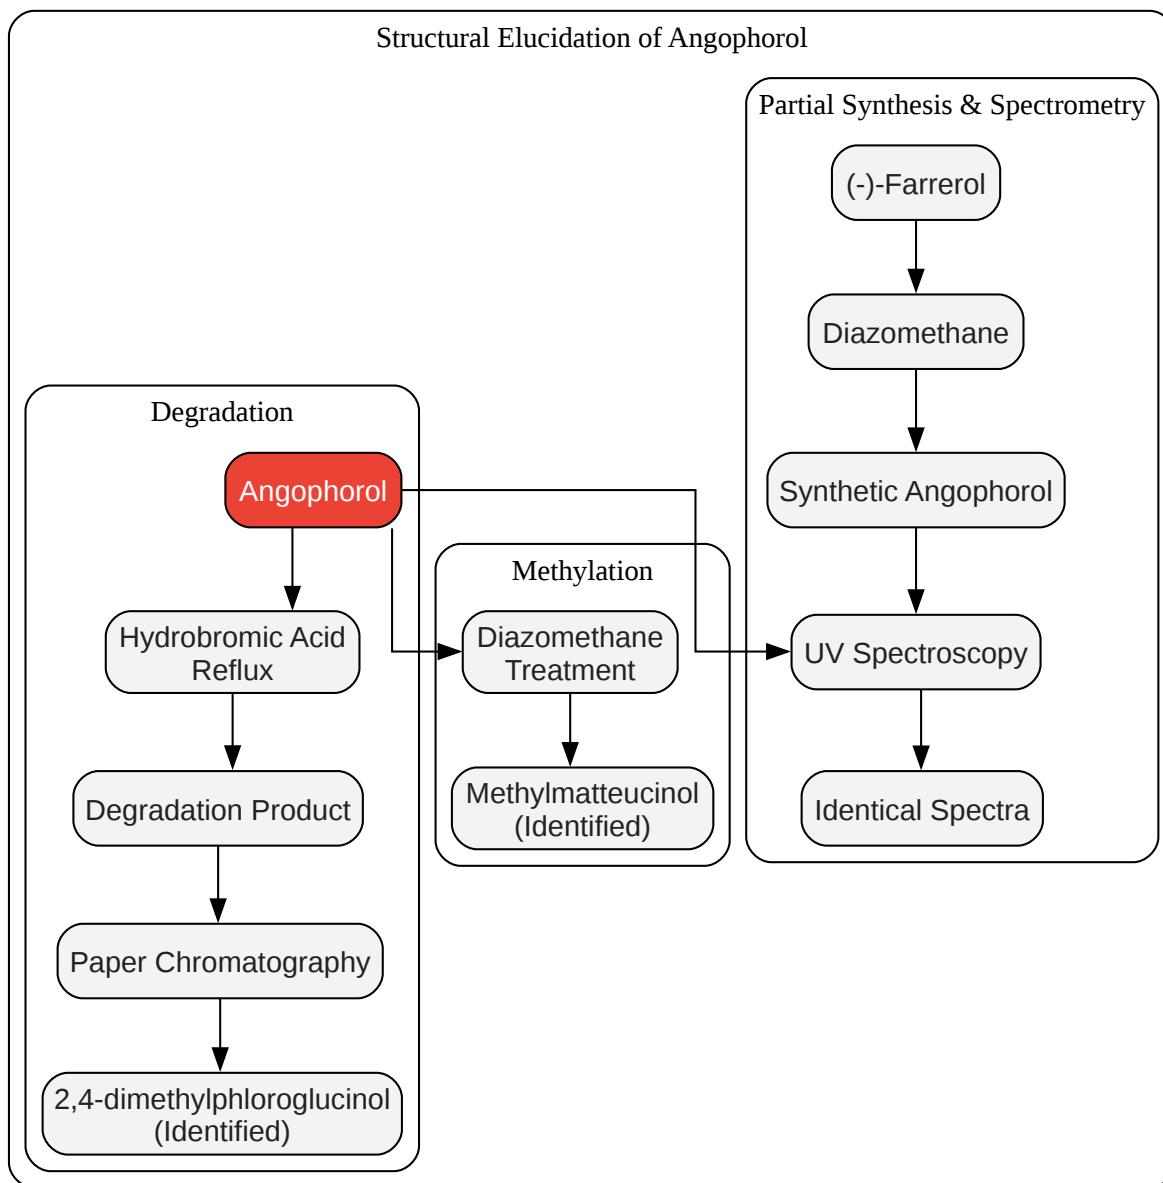 Structural Elucidation of Angophorol
Partial Synthesis & Spectrometry
(-)-Farrerol
Diazomethane
Synthetic Angophorol
UV Spectroscopy
Identical Spectra
Degradation
Angophorol
Hydrobromic Acid
Reflux
Degradation Product
Paper Chromatography
2,4-dimethylphloroglucinol
(Identified)
Methylation
Diazomethane
Treatment
Methylmatteucinol
(Identified)